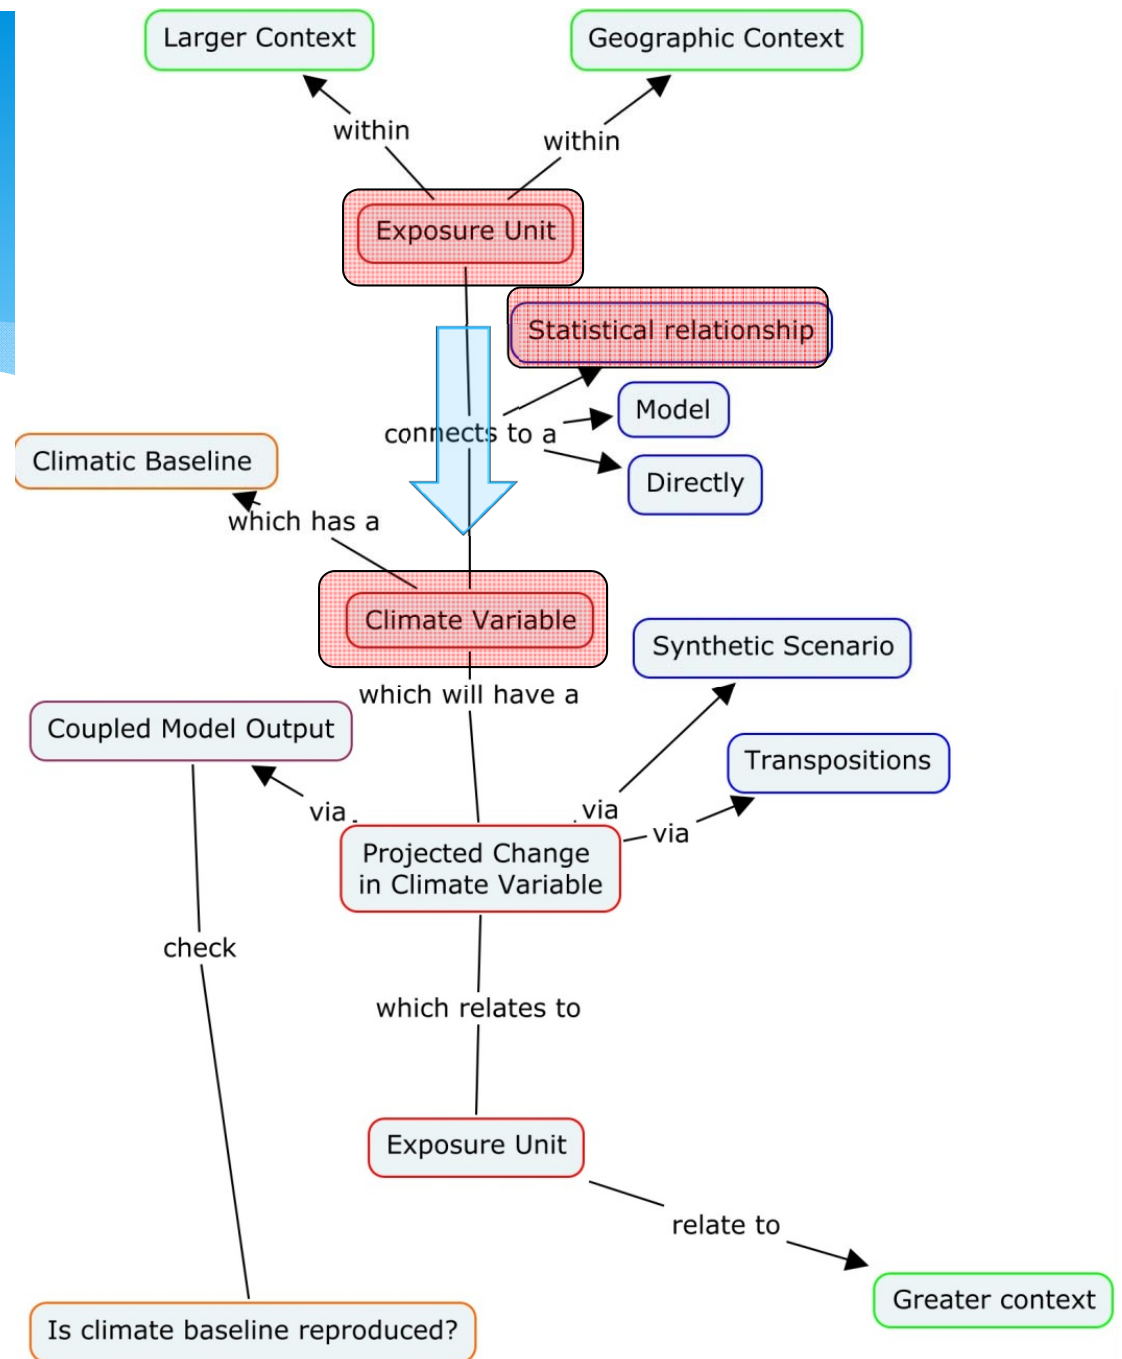 Larger Context
Geographic Context
within
within
Exposure Unit
Statistical relationship
Model
connects to a
Climatic Baseline
Directly
which has a
Climate Variable
Synthetic Scenario
which will have a
Coupled Model Output
Transpositions
via
via
via
Projected Change
in Climate Variable
check
which relates to
Exposure Unit
relate to
Greater context
Is climate baseline reproduced?